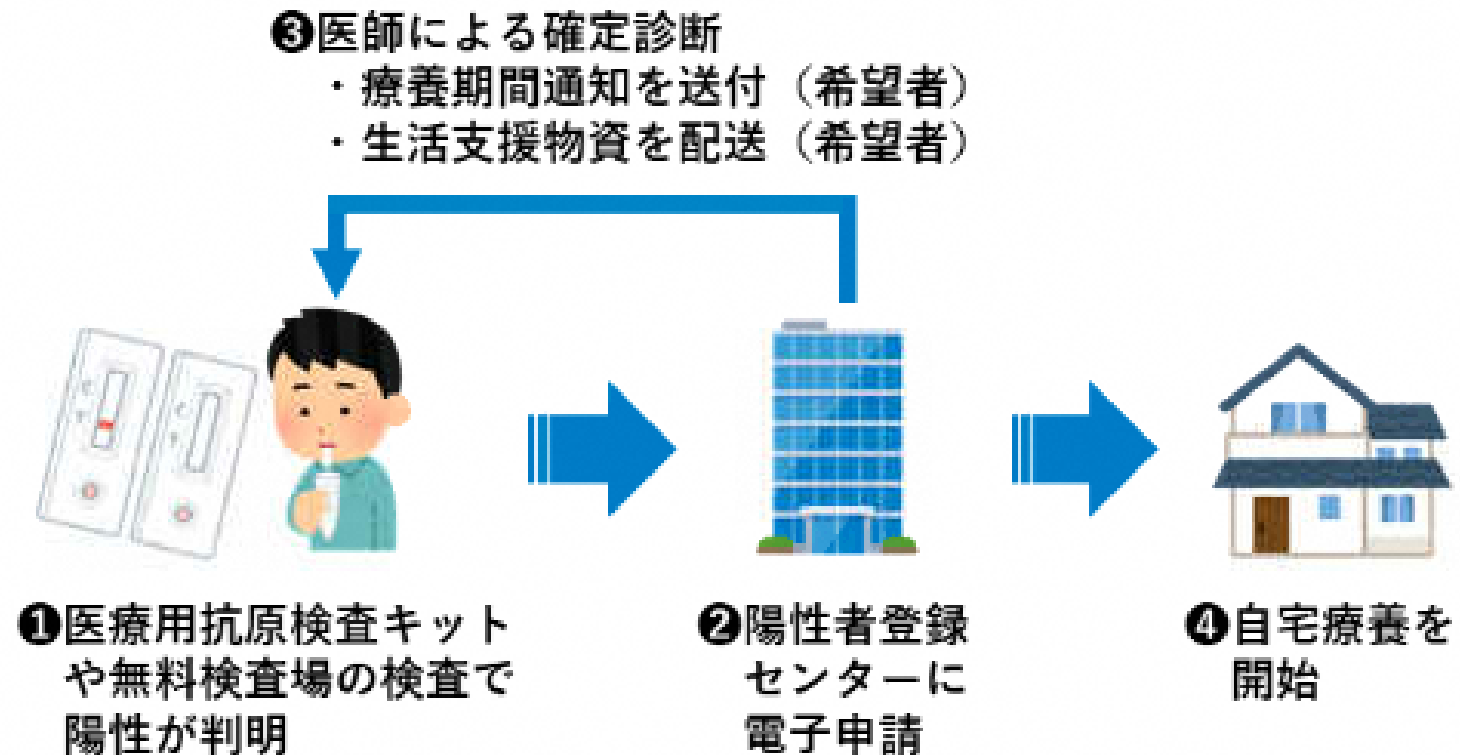 ❸医師による確定診断
・療養期間通知を送付（希望者）
・生活支援物資を配送（希望者）
C
T
C
T
❶医療用抗原検査キット
や無料検査場の検査で
陽性が判明
❷陽性者登録
センターに
電子申請
❹自宅療養を
開始